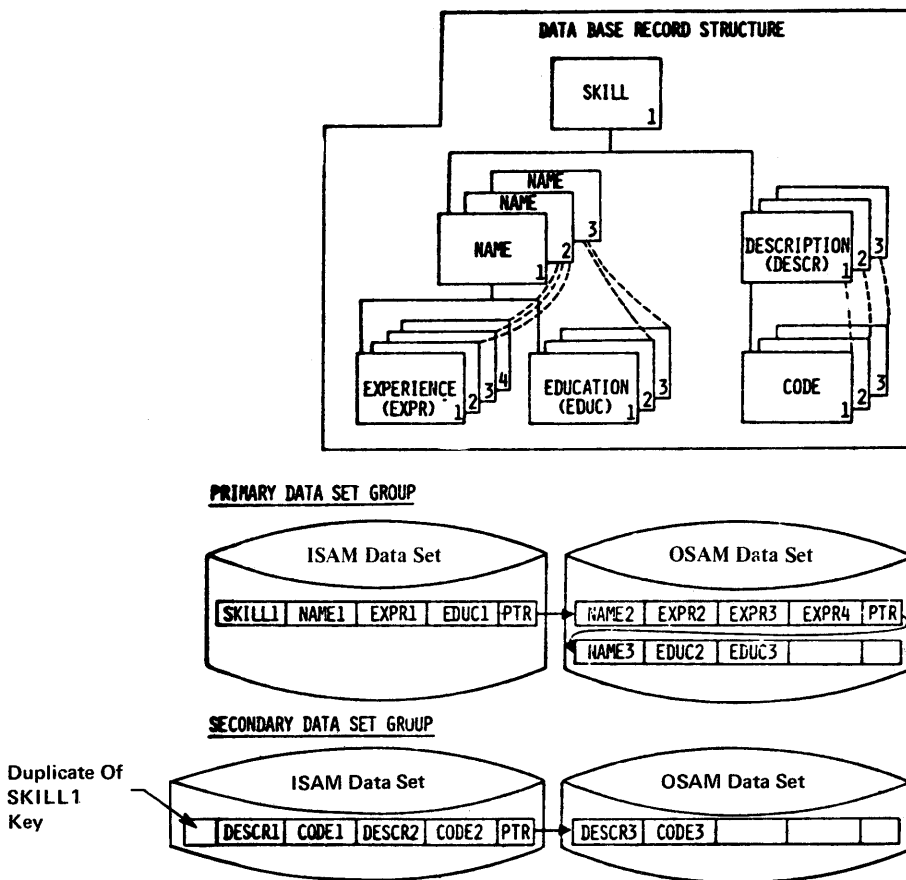 DATA BASE RECORD STRUCTURE
SKILL
1
NAME
NAME
NAME
1
2
3
DESCRIPTION
(DESCR)
1
2
3
EXPERIENCE
(EXPR)
1
2
3
4
EDUCATION
(EDUC)
1
2
3
CODE
1
2
3
PRIMARY DATA SET GROUP
ISAM Data Set
OSAM Data Set
SKILL1 NAME1 EXPR1 EDUC1 PTR
NAME2 EXPR2 EXPR3 EXPR4 PTR
NAME3 EDUC2 EDUC3
SECONDARY DATA SET GROUP
Duplicate Of
SKILL1
Key
ISAM Data Set
OSAM Data Set
DESCR1 CODE1 DESCR2 CODE2 PTR
DESCR3 CODE3